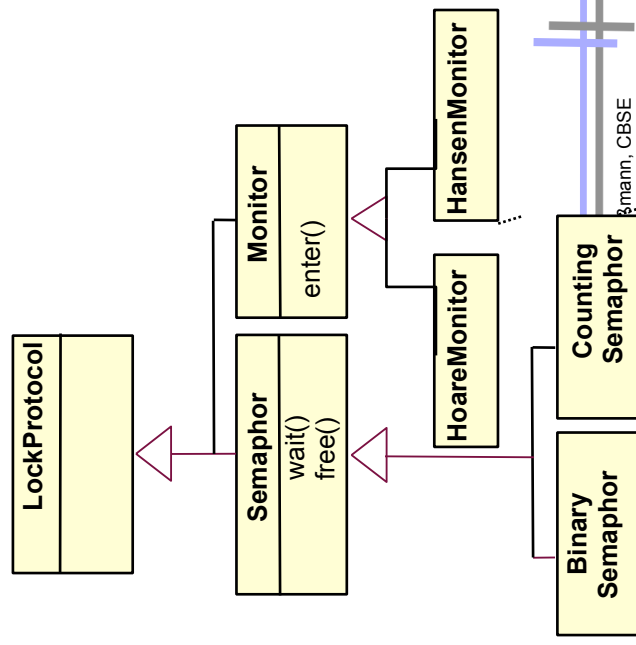 LockProtocol
Semaphor
wait()
free()
Monitor
enter()
HoareMonitor
HansenMonitor
Binary
Semaphor
Counting
Semaphor
CBSE